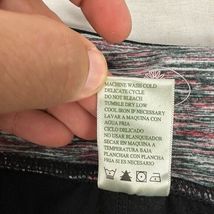 MACHINE WASH COLD
DELICATE CYCLE
DO NOT BLEACH
TUMBLE DRY LOW
COOL IRON IF NECESSARY
LAVAR A MAQUINA CON
AGUA FRIA
CICLO DELICADO
NO USAR BLANQUEADOR
SECAR EN MAQUINA A
TEMPERATURA BAJA
PLANCHAR CON PLANCHA
FRIA SI ES NECESARIO